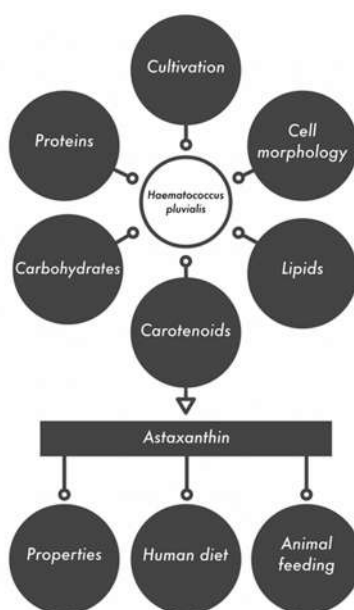 Cultivation
Proteins
Cell
morphology
Haematococcus
pluvialis
Carbohydrates
Lipids
Carotenoids
Astaxanthin
Properties
Human diet
Animal
feeding